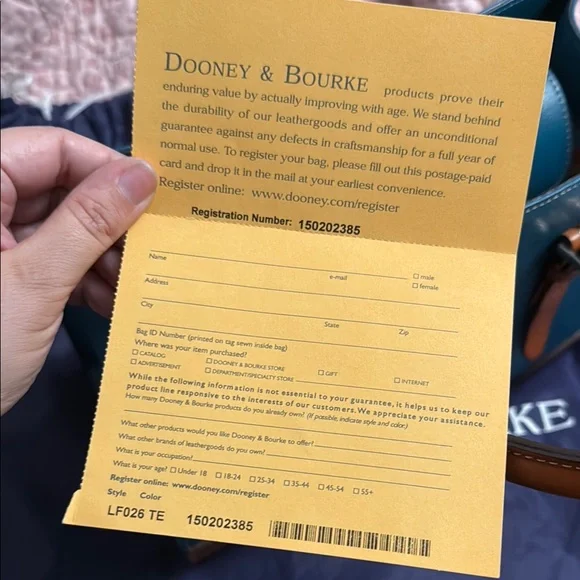 DOONEY & BOURKE products prove their
enduring value by actually improving with age. We stand behind
the durability of our leathergoods and offer an unconditional
guarantee against any defects in craftsmanship for a full year of
normal use. To register your bag, please fill out this postage-paid
card and drop it in the mail at your earliest convenience.
Register online: www.dooney.com/register
Registration Number: 150202385
Name e-mail □ male
□ female
Address
City State Zip
Bag ID Number (printed on tag sewn inside bag)
Where was your item purchased?
□ CATALOG □ DOONEY & BOURKE STORE □ GIFT □ INTERNET
□ ADVERTISEMENT □ DEPARTMENT/SPECIALTY STORE
While the following information is not essential to your guarantee, it helps us to keep our
product line responsive to the interests of our customers. We appreciate your assistance.
How many Dooney & Bourke products do you already own? (If possible, indicate style and color.)
What other products would you like Dooney & Bourke to offer?
What other brands of leathergoods do you own?
What is your occupation?
What is your age? □ Under 18 □ 18-24 □ 25-34 □ 35-44 □ 45-54 □ 55+
Register online: www.dooney.com/register
Style Color
LF026 TE 150202385
RKE